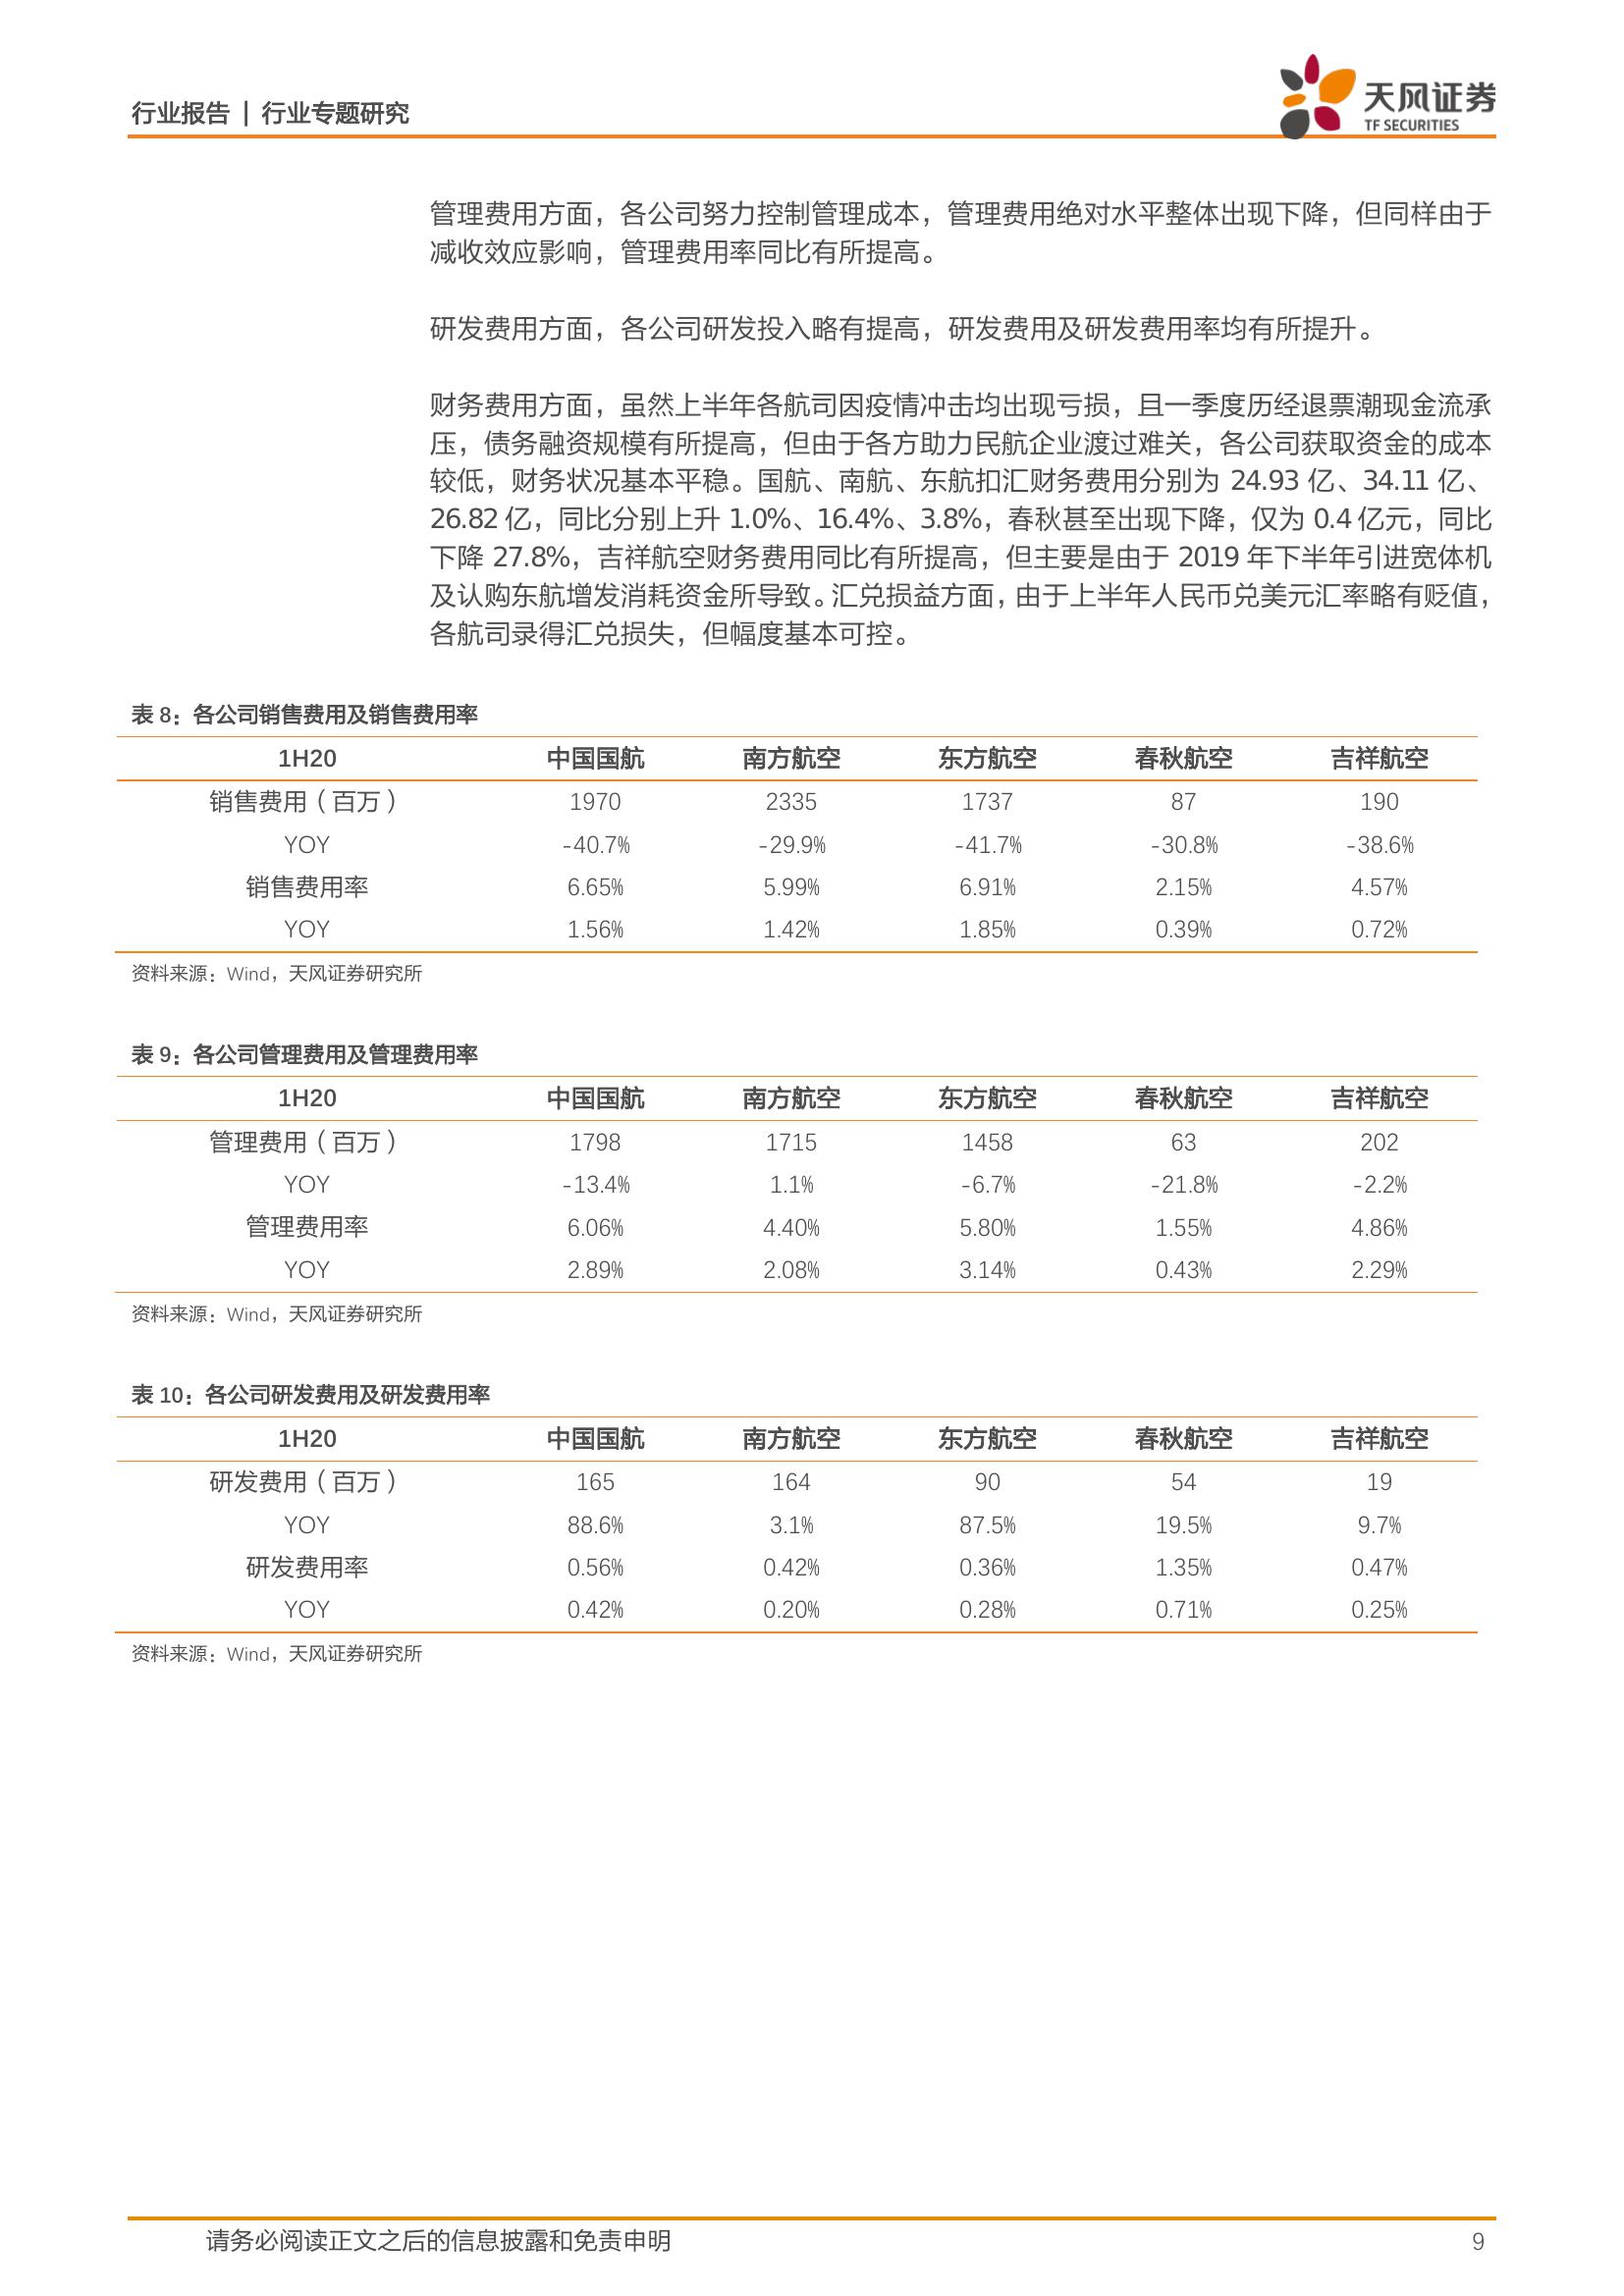 行业报告 | 行业专题研究
天风证券
TF SECURITIES
管理费用方面，各公司努力控制管理成本，管理费用绝对水平整体出现下降，但同样由于
减收效应影响，管理费用率同比有所提高。
研发费用方面，各公司研发投入略有提高，研发费用及研发费用率均有所提升。
财务费用方面，虽然上半年各航司因疫情冲击均出现亏损，且一季度历经退票潮现金流承
压，债务融资规模有所提高，但由于各方助力民航企业渡过难关，各公司获取资金的成本
较低，财务状况基本平稳。国航、南航、东航扣汇财务费用分别为 24.93 亿、34.11 亿、
26.82 亿，同比分别上升 1.0%、16.4%、3.8%，春秋甚至出现下降，仅为 0.4 亿元，同比
下降 27.8%，吉祥航空财务费用同比有所提高，但主要是由于 2019 年下半年引进宽体机
及认购东航增发消耗资金所导致。汇兑损益方面，由于上半年人民币兑美元汇率略有贬值，
各航司录得汇兑损失，但幅度基本可控。
表 8：各公司销售费用及销售费用率
1H20 中国国航 南方航空 东方航空 春秋航空 吉祥航空
销售费用（百万） 1970 2335 1737 87 190
YOY -40.7% -29.9% -41.7% -30.8% -38.6%
销售费用率 6.65% 5.99% 6.91% 2.15% 4.57%
YOY 1.56% 1.42% 1.85% 0.39% 0.72%
资料来源：Wind，天风证券研究所
表 9：各公司管理费用及管理费用率
1H20 中国国航 南方航空 东方航空 春秋航空 吉祥航空
管理费用（百万） 1798 1715 1458 63 202
YOY -13.4% 1.1% -6.7% -21.8% -2.2%
管理费用率 6.06% 4.40% 5.80% 1.55% 4.86%
YOY 2.89% 2.08% 3.14% 0.43% 2.29%
资料来源：Wind，天风证券研究所
表 10：各公司研发费用及研发费用率
1H20 中国国航 南方航空 东方航空 春秋航空 吉祥航空
研发费用（百万） 165 164 90 54 19
YOY 88.6% 3.1% 87.5% 19.5% 9.7%
研发费用率 0.56% 0.42% 0.36% 1.35% 0.47%
YOY 0.42% 0.20% 0.28% 0.71% 0.25%
资料来源：Wind，天风证券研究所
请务必阅读正文之后的信息披露和免责申明 9